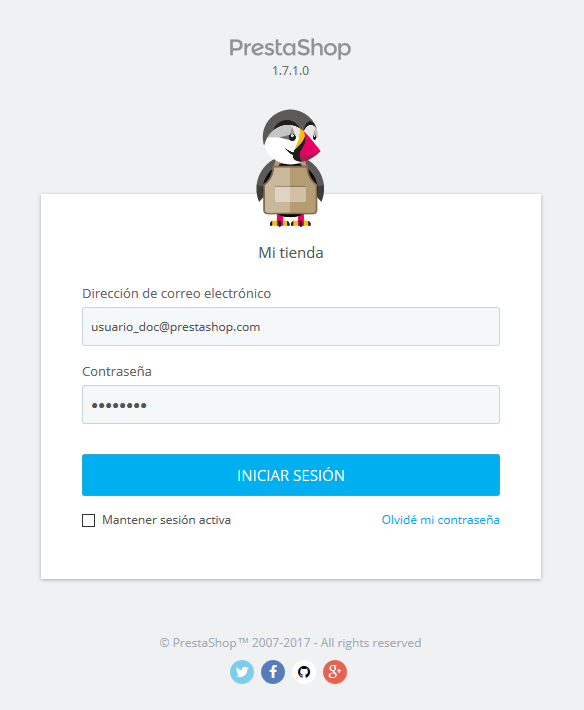 PrestaShop
1.7.1.0
Mi tienda
Dirección de correo electrónico
usuario_doc@prestashop.com
Contraseña
••••••••
INICIAR SESIÓN
Mantener sesión activa Olvidé mi contraseña
© PrestaShop™ 2007-2017 - All rights reserved